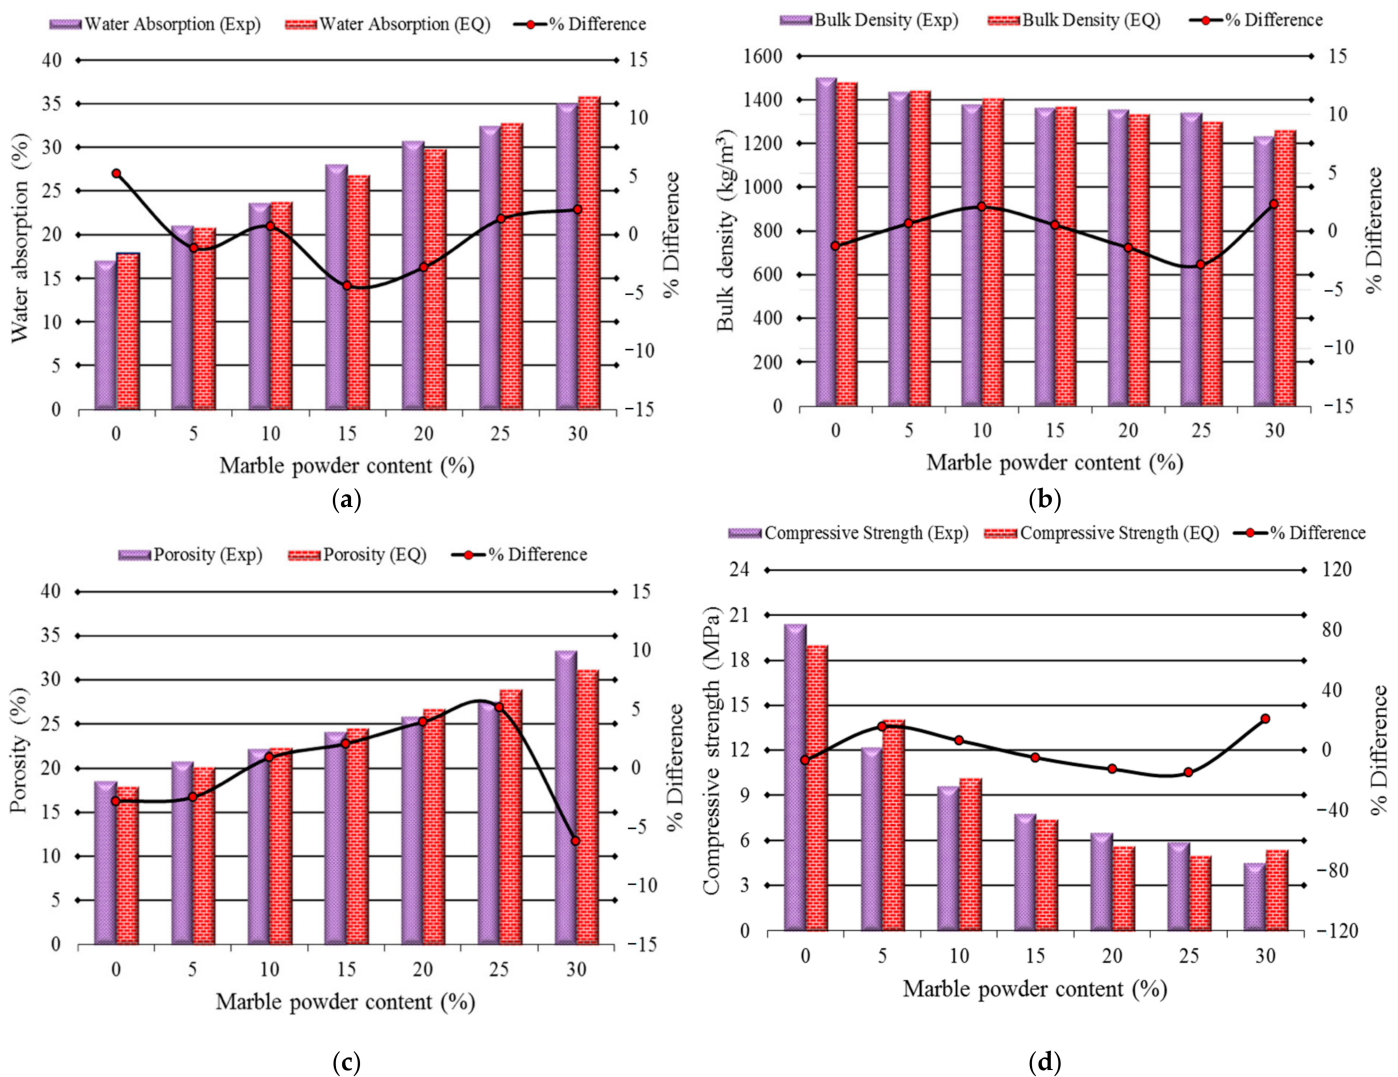 Water Absorption (Exp) Water Absorption (EQ) % Difference
40 15
35 10
30
25 5
20 0
15 −5
10
5 −10
0 −15
Water absorption (%)
% Difference
0 5 10 15 20 25 30
Marble powder content (%)
(a)
Bulk Density (Exp) Bulk Density (EQ) % Difference
1600 15
1400 10
1200
1000 5
800 0
600 −5
400
200 −10
0 −15
Bulk density (kg/m³)
% Difference
0 5 10 15 20 25 30
Marble powder content (%)
(b)
Porosity (Exp) Porosity (EQ) % Difference
40 15
35 10
30
25 5
20 0
15 −5
10
5 −10
0 −15
Porosity (%)
% Difference
0 5 10 15 20 25 30
Marble powder content (%)
(c)
Compressive Strength (Exp) Compressive Strength (EQ) % Difference
24 120
21 80
18
15 40
12 0
9 −40
6
3 −80
0 −120
Compressive strength (MPa)
% Difference
0 5 10 15 20 25 30
Marble powder content (%)
(d)